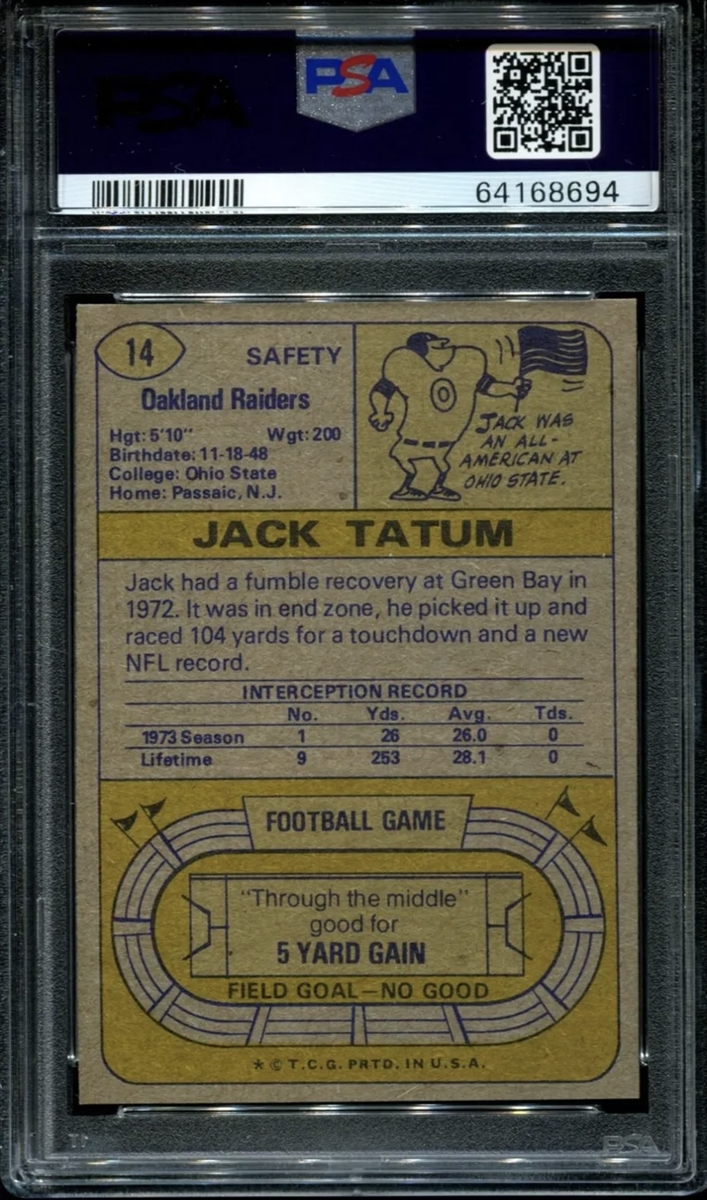 PSA
PSA
64168694
14
SAFETY
Oakland Raiders
Hgt: 5'10" Wgt: 200
Birthdate: 11-18-48
College: Ohio State
Home: Passaic, N.J.
0
JACK WAS
AN ALL-
AMERICAN AT
OHIO STATE.
JACK TATUM
Jack had a fumble recovery at Green Bay in
1972. It was in end zone, he picked it up and
raced 104 yards for a touchdown and a new
NFL record.
INTERCEPTION RECORD
No. Yds. Avg. Tds.
1973 Season 1 26 26.0 0
Lifetime 9 253 28.1 0
FOOTBALL GAME
"Through the middle"
good for
5 YARD GAIN
FIELD GOAL—NO GOOD
* © T.C.G. PRTD. IN U.S.A.
PSA